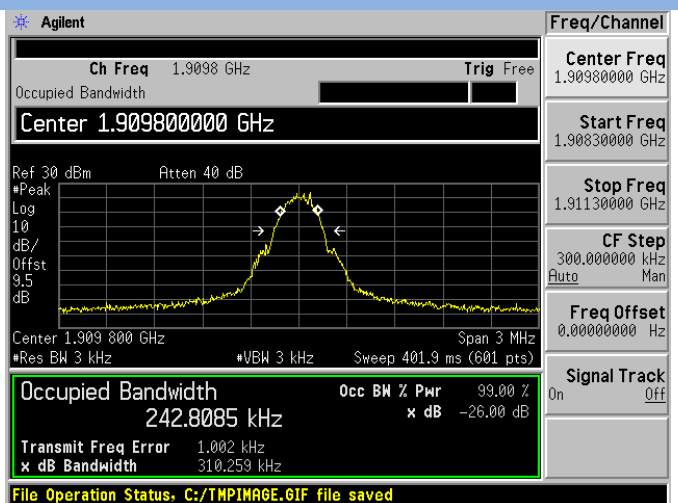 Agilent
Freq/Channel
Ch Freq 1.9098 GHz Trig Free
Occupied Bandwidth
Center 1.909800000 GHz
Ref 30 dBm Atten 40 dB
#Peak
Log
10
dB/
Offst
9.5
dB
Center 1.909 800 GHz Span 3 MHz
#Res BW 3 kHz #VBW 3 kHz Sweep 401.9 ms (601 pts)
Occupied Bandwidth Occ BW % Pwr 99.00 %
242.8085 kHz x dB -26.00 dB
Transmit Freq Error 1.002 kHz
x dB Bandwidth 310.259 kHz
File Operation Status, C:/TMPIMAGE.GIF file saved
Center Freq
1.90980000 GHz
Start Freq
1.90830000 GHz
Stop Freq
1.91130000 GHz
CF Step
300.000000 kHz
Auto Man
Freq Offset
0.00000000 Hz
Signal Track
On Off